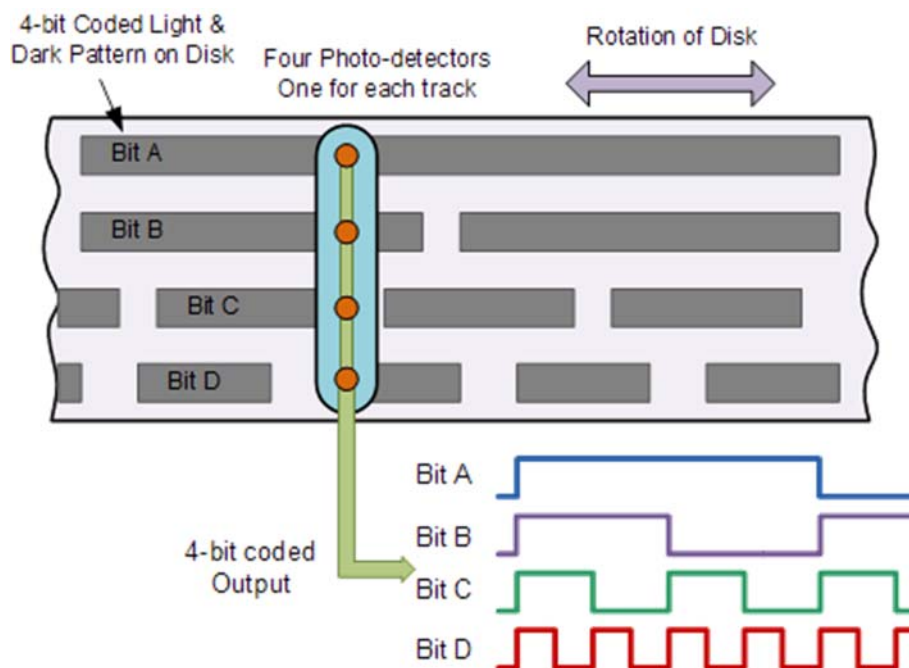 4-bit Coded Light &
Dark Pattern on Disk
Four Photo-detectors
One for each track
Rotation of Disk
Bit A
Bit B
Bit C
Bit D
4-bit coded
Output
Bit A
Bit B
Bit C
Bit D